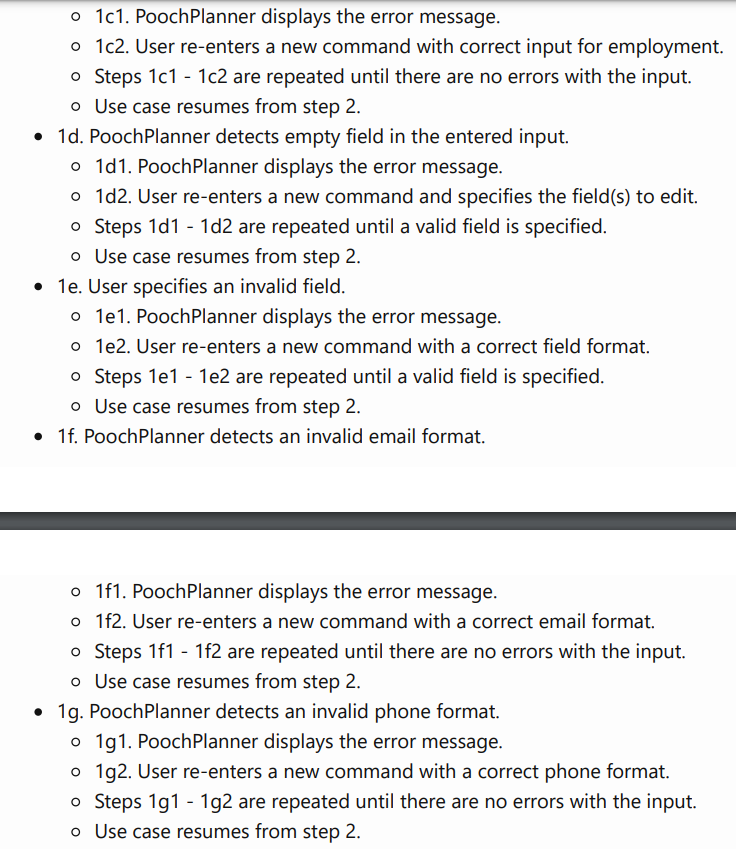 1c1. PoochPlanner displays the error message.
1c2. User re-enters a new command with correct input for employment.
Steps 1c1 - 1c2 are repeated until there are no errors with the input.
Use case resumes from step 2.
1d. PoochPlanner detects empty field in the entered input.
1d1. PoochPlanner displays the error message.
1d2. User re-enters a new command and specifies the field(s) to edit.
Steps 1d1 - 1d2 are repeated until a valid field is specified.
Use case resumes from step 2.
1e. User specifies an invalid field.
1e1. PoochPlanner displays the error message.
1e2. User re-enters a new command with a correct field format.
Steps 1e1 - 1e2 are repeated until a valid field is specified.
Use case resumes from step 2.
1f. PoochPlanner detects an invalid email format.
1f1. PoochPlanner displays the error message.
1f2. User re-enters a new command with a correct email format.
Steps 1f1 - 1f2 are repeated until there are no errors with the input.
Use case resumes from step 2.
1g. PoochPlanner detects an invalid phone format.
1g1. PoochPlanner displays the error message.
1g2. User re-enters a new command with a correct phone format.
Steps 1g1 - 1g2 are repeated until there are no errors with the input.
Use case resumes from step 2.